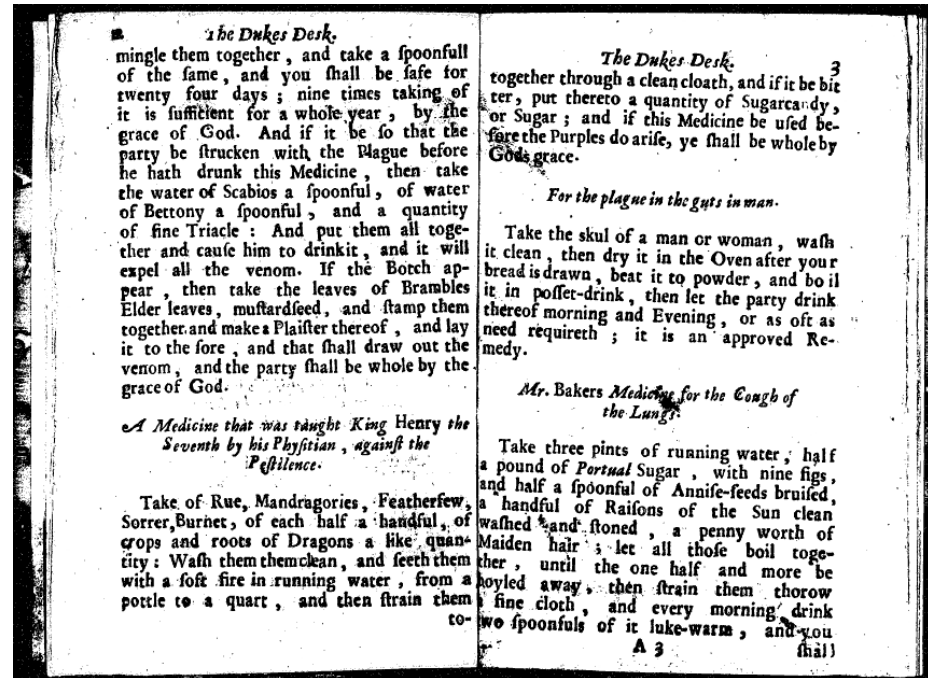 2 The Dukes Desk.
mingle them together, and take a ſpoonfull
of the ſame, and you ſhall be ſafe for
twenty four days; nine times taking of
it is ſufficient for a whole year, by the
grace of God. And if it be ſo that the
party be ſtrucken with the Plague before
he hath drunk this Medicine, then take
the water of Scabios a ſpoonful, of water
of Bettony a ſpoonful, and a quantity
of fine Triacle: And put them all toge-
ther and cauſe him to drinkit, and it will
expel all the venom. If the Botch ap-
pear, then take the leaves of Brambles
Elder leaves, muſtardſeed, and ſtamp them
together and make a Plaiſter thereof, and lay
it to the ſore, and that ſhall draw out the
venom, and the party ſhall be whole by the
grace of God.
A Medicine that was taught King Henry the
Seventh by his Phyſitian, againſt the
Peſtilence.
Take of Rue, Mandragories, Featherfew,
Sorrer, Burnet, of each half a handful, of
crops and roots of Dragons a like quan-
tity: Waſh them themclean, and ſeeth them
with a ſoft fire in running water, from a
pottle to a quart, and then ſtrain them
to-
The Dukes Desk. 3
together through a clean cloath, and if it be bit
ter, put thereto a quantity of Sugarcandy,
or Sugar; and if this Medicine be uſed be-
fore the Purples do ariſe, ye ſhall be whole by
Gods grace.
For the plague in the guts in man.
Take the skul of a man or woman, waſh
it clean, then dry it in the Oven after your
bread is drawn, beat it to powder, and boil
it in poſſet-drink, then let the party drink
thereof morning and Evening, or as oft as
need requireth; it is an approved Re-
medy.
Mr. Bakers Medicine for the Cough of
the Lungs.
Take three pints of running water, half
a pound of Portual Sugar, with nine figs,
and half a ſpoonful of Anniſe-ſeeds bruiſed,
a handful of Raiſons of the Sun clean
waſhed and ſtoned, a penny worth of
Maiden hair; let all thoſe boil toge-
ther, until the one half and more be
boyled away, then ſtrain them thorow
a fine cloth, and every morning drink
two ſpoonfuls of it luke-warm, and you
A 3 ſhall